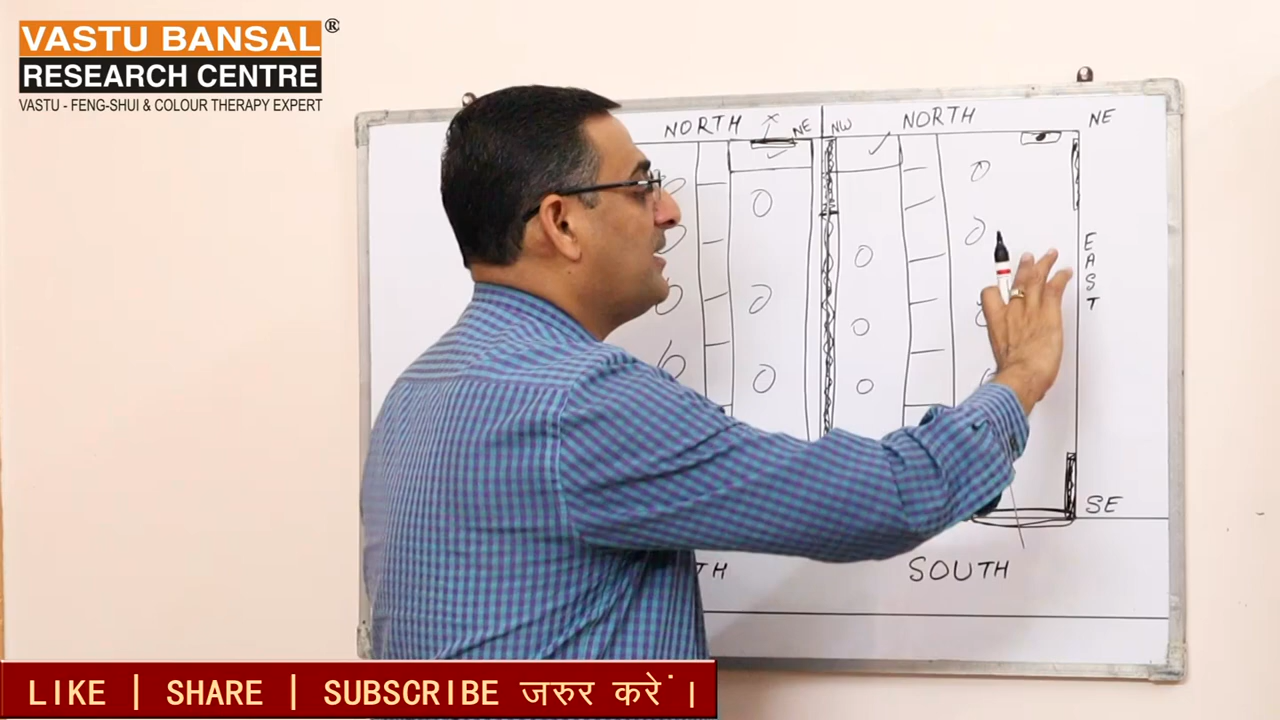 VASTU BANSAL®
RESEARCH CENTRE
VASTU - FENG-SHUI & COLOUR THERAPY EXPERT
NORTH
X
NE
NW
NORTH
NE
EAST
SE
TH
SOUTH
LIKE | SHARE | SUBSCRIBE जरुर करें |